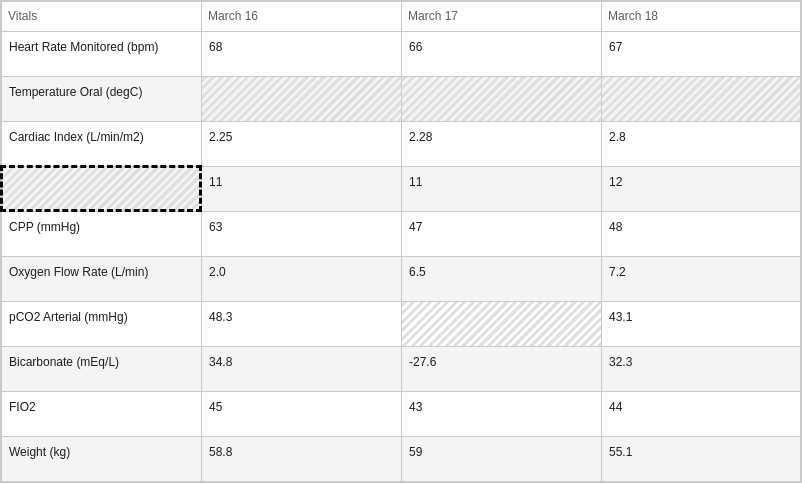 Vitals March 16 March 17 March 18
Heart Rate Monitored (bpm) 68 66 67
Temperature Oral (degC)
Cardiac Index (L/min/m2) 2.25 2.28 2.8
11 11 12
CPP (mmHg) 63 47 48
Oxygen Flow Rate (L/min) 2.0 6.5 7.2
pCO2 Arterial (mmHg) 48.3 43.1
Bicarbonate (mEq/L) 34.8 -27.6 32.3
FIO2 45 43 44
Weight (kg) 58.8 59 55.1